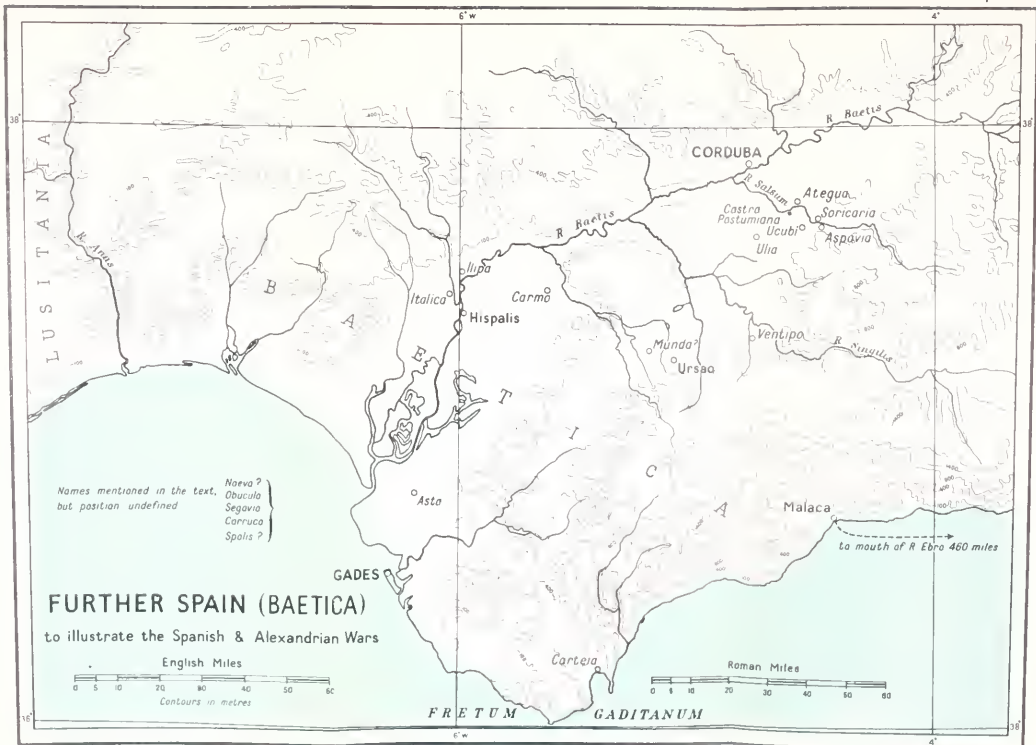 6° W
4°
38°
38°
LUSITANIA
R. Anas
BAETICA
R Baetis
CORDUBA
R Salsum
Ategua
Castra
Postumiana
Soricaria
Ucubi
Aspavia
Ulia
R Baetis
Ilipa
Italica
Carmo
Hispalis
Munda?
Ventipo
Ursao
R Singilis
Asta
Malaca
to mouth of R Ebro 460 miles
Names mentioned in the text,
but position undefined
Naeva ?
Obucula
Segovia
Carruca
Spalis ?
GADES
FURTHER SPAIN (BAETICA)
to illustrate the Spanish & Alexandrian Wars
English Miles
0 5 10 20 30 40 50 60
Contours in metres
Carteia
Roman Miles
0 5 10 20 30 40 50 60
FRETUM GADITANUM
38°
38°
6° W
4°